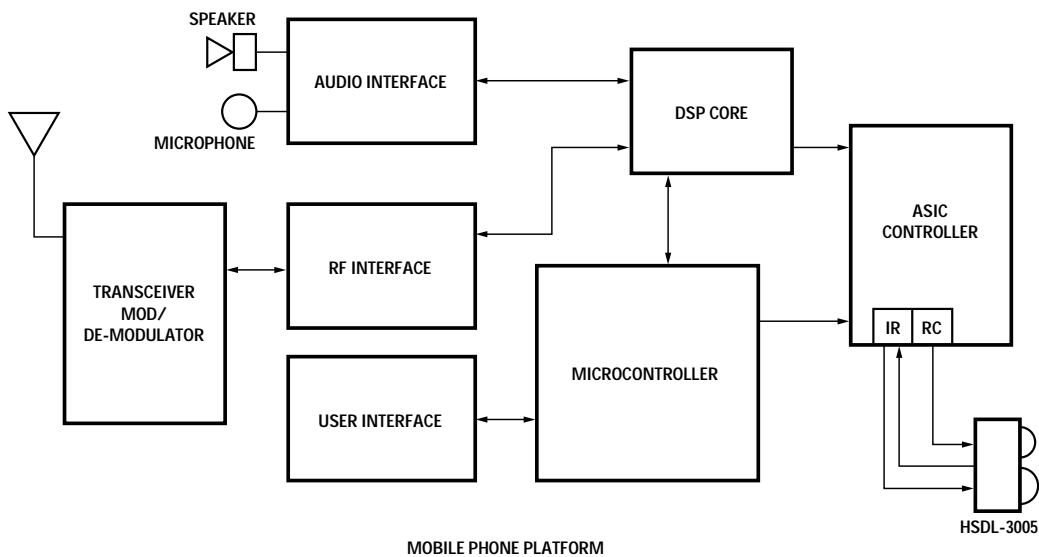 SPEAKER
AUDIO INTERFACE
MICROPHONE
DSP CORE
ASIC
CONTROLLER
TRANSCEIVER
MOD/
DE-MODULATOR
RF INTERFACE
IR RC
MICROCONTROLLER
USER INTERFACE
HSDL-3005
MOBILE PHONE PLATFORM